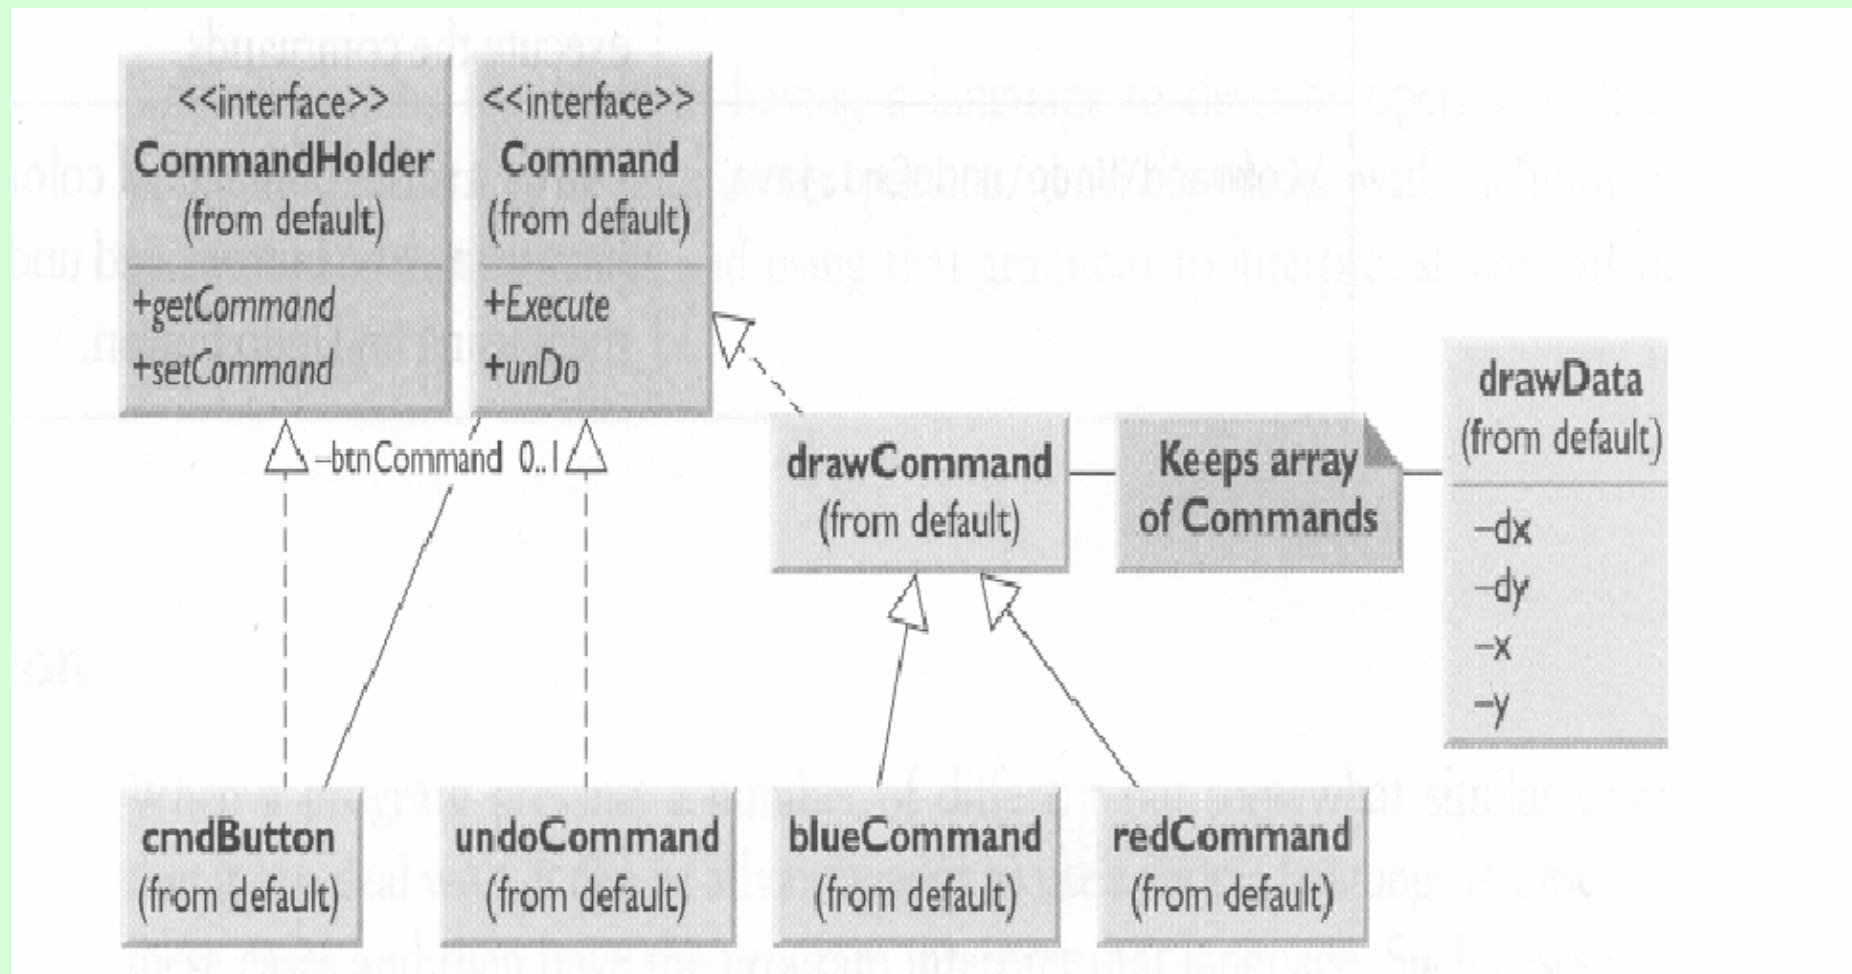 <<interface>>
CommandHolder
(from default)
+getCommand
+setCommand
<<interface>>
Command
(from default)
+Execute
+unDo
–btnCommand 0..1
drawCommand
(from default)
Keeps array
of Commands
drawData
(from default)
–dx
–dy
–x
–y
cmdButton
(from default)
undoCommand
(from default)
blueCommand
(from default)
redCommand
(from default)